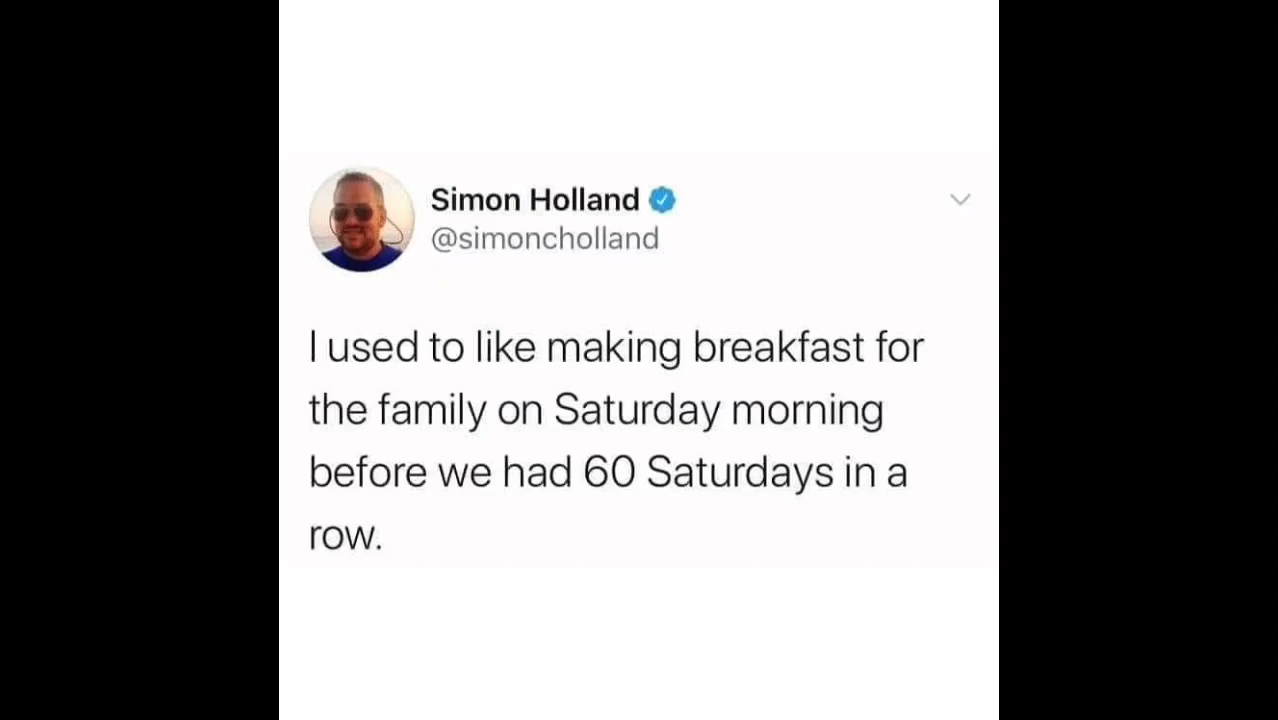 Simon Holland
@simoncholland
I used to like making breakfast for
the family on Saturday morning
before we had 60 Saturdays in a
row.